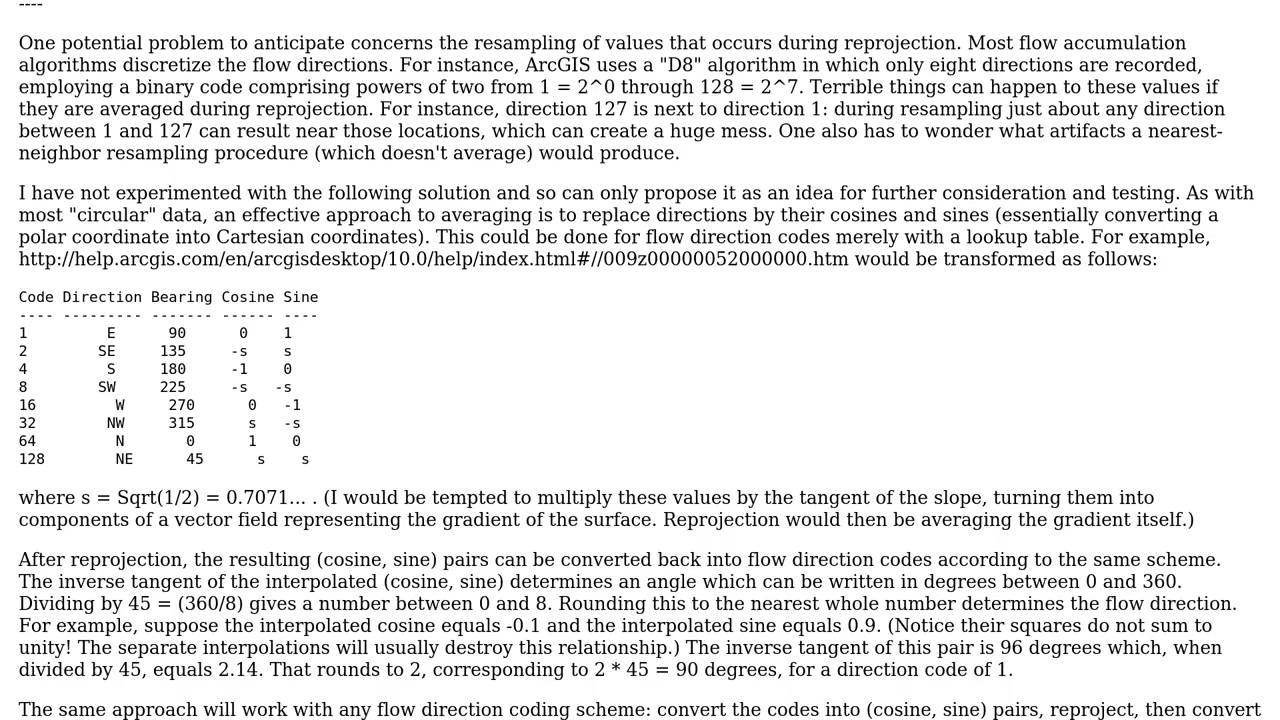 ----
One potential problem to anticipate concerns the resampling of values that occurs during reprojection. Most flow accumulation
algorithms discretize the flow directions. For instance, ArcGIS uses a "D8" algorithm in which only eight directions are recorded,
employing a binary code comprising powers of two from 1 = 2^0 through 128 = 2^7. Terrible things can happen to these values if
they are averaged during reprojection. For instance, direction 127 is next to direction 1: during resampling just about any direction
between 1 and 127 can result near those locations, which can create a huge mess. One also has to wonder what artifacts a nearest-
neighbor resampling procedure (which doesn't average) would produce.
I have not experimented with the following solution and so can only propose it as an idea for further consideration and testing. As with
most "circular" data, an effective approach to averaging is to replace directions by their cosines and sines (essentially converting a
polar coordinate into Cartesian coordinates). This could be done for flow direction codes merely with a lookup table. For example,
http://help.arcgis.com/en/arcgisdesktop/10.0/help/index.html#//009z00000052000000.htm would be transformed as follows:
Code Direction Bearing Cosine Sine
---- --------- ------- ------ ----
1 E 90 0 1
2 SE 135 -s s
4 S 180 -1 0
8 SW 225 -s -s
16 W 270 0 -1
32 NW 315 s -s
64 N 0 1 0
128 NE 45 s s
where s = Sqrt(1/2) = 0.7071... . (I would be tempted to multiply these values by the tangent of the slope, turning them into
components of a vector field representing the gradient of the surface. Reprojection would then be averaging the gradient itself.)
After reprojection, the resulting (cosine, sine) pairs can be converted back into flow direction codes according to the same scheme.
The inverse tangent of the interpolated (cosine, sine) determines an angle which can be written in degrees between 0 and 360.
Dividing by 45 = (360/8) gives a number between 0 and 8. Rounding this to the nearest whole number determines the flow direction.
For example, suppose the interpolated cosine equals -0.1 and the interpolated sine equals 0.9. (Notice their squares do not sum to
unity! The separate interpolations will usually destroy this relationship.) The inverse tangent of this pair is 96 degrees which, when
divided by 45, equals 2.14. That rounds to 2, corresponding to 2 * 45 = 90 degrees, for a direction code of 1.
The same approach will work with any flow direction coding scheme: convert the codes into (cosine, sine) pairs, reproject, then convert